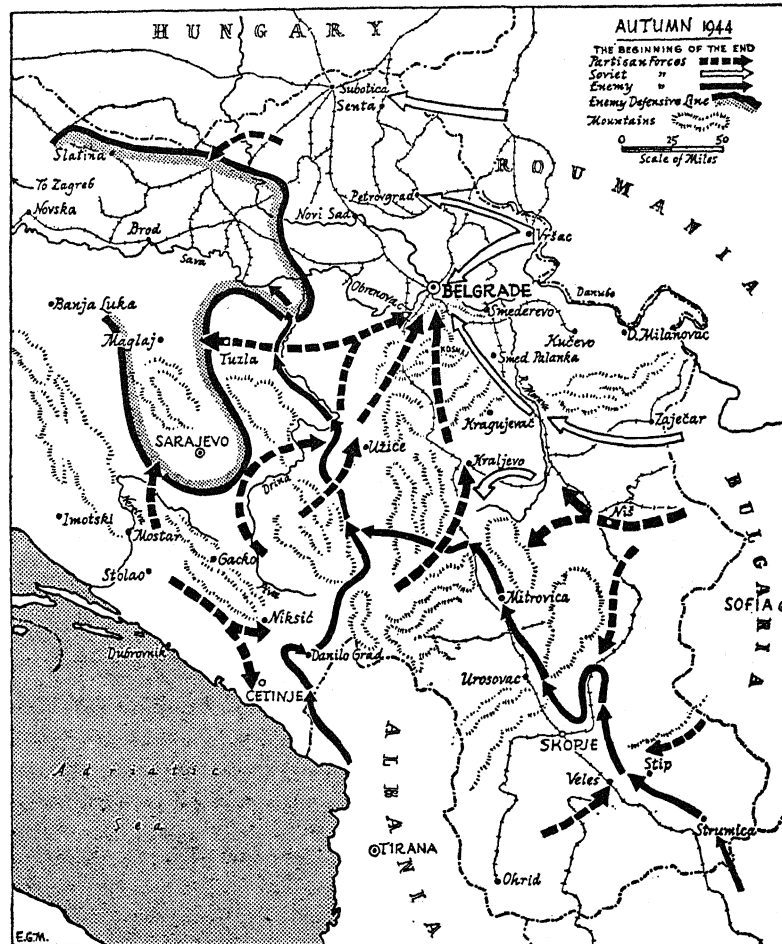 HUNGARY
AUTUMN 1944
THE BEGINNING OF THE END
Partisan Forces
Soviet "
Enemy "
Enemy Defensive Line
Mountains
0 25 50
Scale of Miles
Subotica
Senta
ROUMANIA
Slatina
To Zagreb
Novska
Petrovgrad
Novi Sad
Vršac
Brod
Sava
Obrenovac
BELGRADE
Danube
Banja Luka
Smederevo
Kučevo
D. Milanovac
Maglaj
Tuzla
KOSMAJ
Smed. Palanka
Kragujevac
Zaječar
SARAJEVO
Užice
Drina
Kraljevo
BULGARIA
Niš
Imotski
Mostar
Gacko
Stolac
Mitrovica
SOFIA
Nikšić
Dubrovnik
Danilo Grad
CETINJE
Urosovac
ALBANIA
SKOPJE
Stip
Adriatic
Sea
Veles
Strumica
TIRANA
Ohrid
E.G.M.